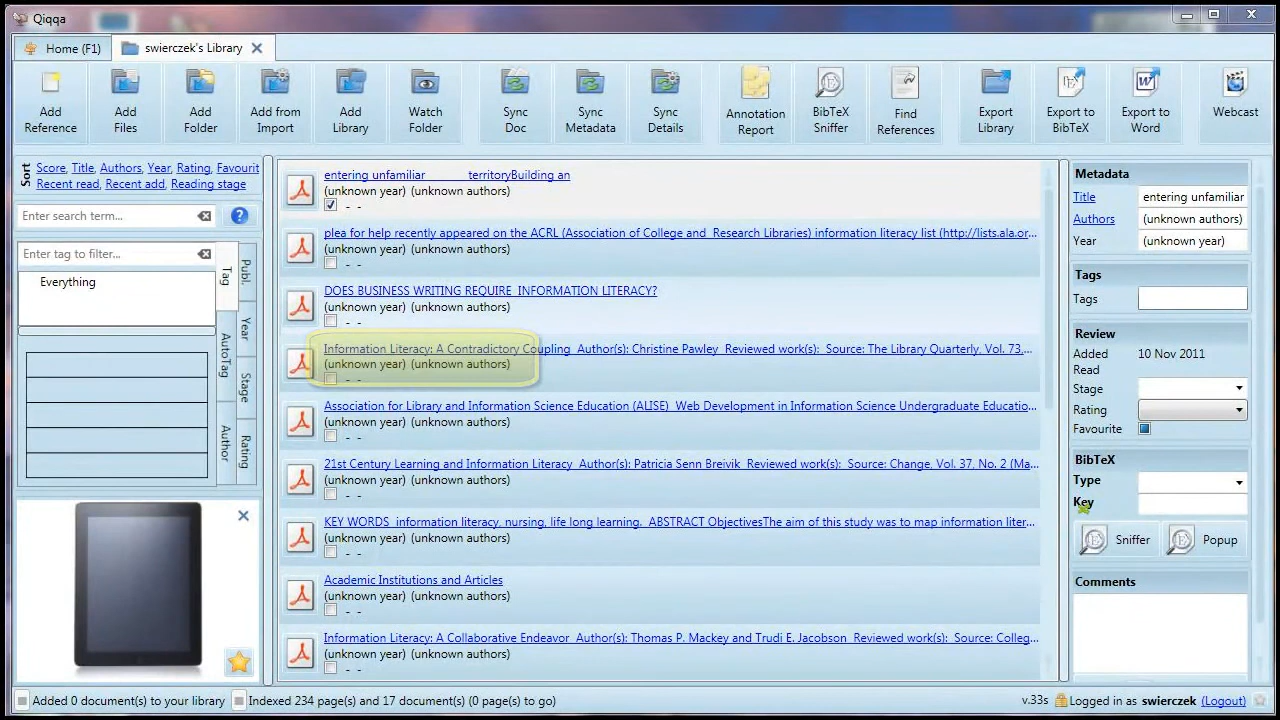 Qiqqa
Home (F1)
swierczek's Library
Add Reference
Add Files
Add Folder
Add from Import
Add Library
Watch Folder
Sync Doc
Sync Metadata
Sync Details
Annotation Report
BibTeX Sniffer
Find References
Export Library
Export to BibTeX
Export to Word
Webcast
Sort
Score, Title, Authors, Year, Rating, Favourit
Recent read, Recent add, Reading stage
Enter search term...
Enter tag to filter...
Everything
Tag
AutoTag
Author
Publ.
Year
Stage
Rating
entering unfamiliar territoryBuilding an
(unknown year) (unknown authors)
- -
plea for help recently appeared on the ACRL (Association of College and Research Libraries) information literacy list (http://lists.ala.or...
- -
DOES BUSINESS WRITING REQUIRE INFORMATION LITERACY?
(unknown year) (unknown authors)
- -
Information Literacy: A Contradictory Coupling Author(s): Christine Pawley Reviewed work(s): Source: The Library Quarterly, Vol. 73,...
(unknown year) (unknown authors)
- -
Association for Library and Information Science Education (ALISE) Web Development in Information Science Undergraduate Educatio...
(unknown year) (unknown authors)
- -
21st Century Learning and Information Literacy Author(s): Patricia Senn Breivik Reviewed work(s): Source: Change, Vol. 37, No. 2 (Ma...
(unknown year) (unknown authors)
- -
KEY WORDS information literacy, nursing, life long learning. ABSTRACT ObjectivesThe aim of this study was to map information liter...
(unknown year) (unknown authors)
- -
Academic Institutions and Articles
(unknown year) (unknown authors)
- -
Information Literacy: A Collaborative Endeavor Author(s): Thomas P. Mackey and Trudi E. Jacobson Reviewed work(s): Source: Colleg...
(unknown year) (unknown authors)
- -
Metadata
Title entering unfamiliar
Authors (unknown authors)
Year (unknown year)
Tags
Tags
Review
Added 10 Nov 2011
Read
Stage
Rating
Favourite
BibTeX
Type
Key
Sniffer
Popup
Comments
Added 0 document(s) to your library
Indexed 234 page(s) and 17 document(s) (0 page(s) to go)
v.33s
Logged in as swierczek (Logout)